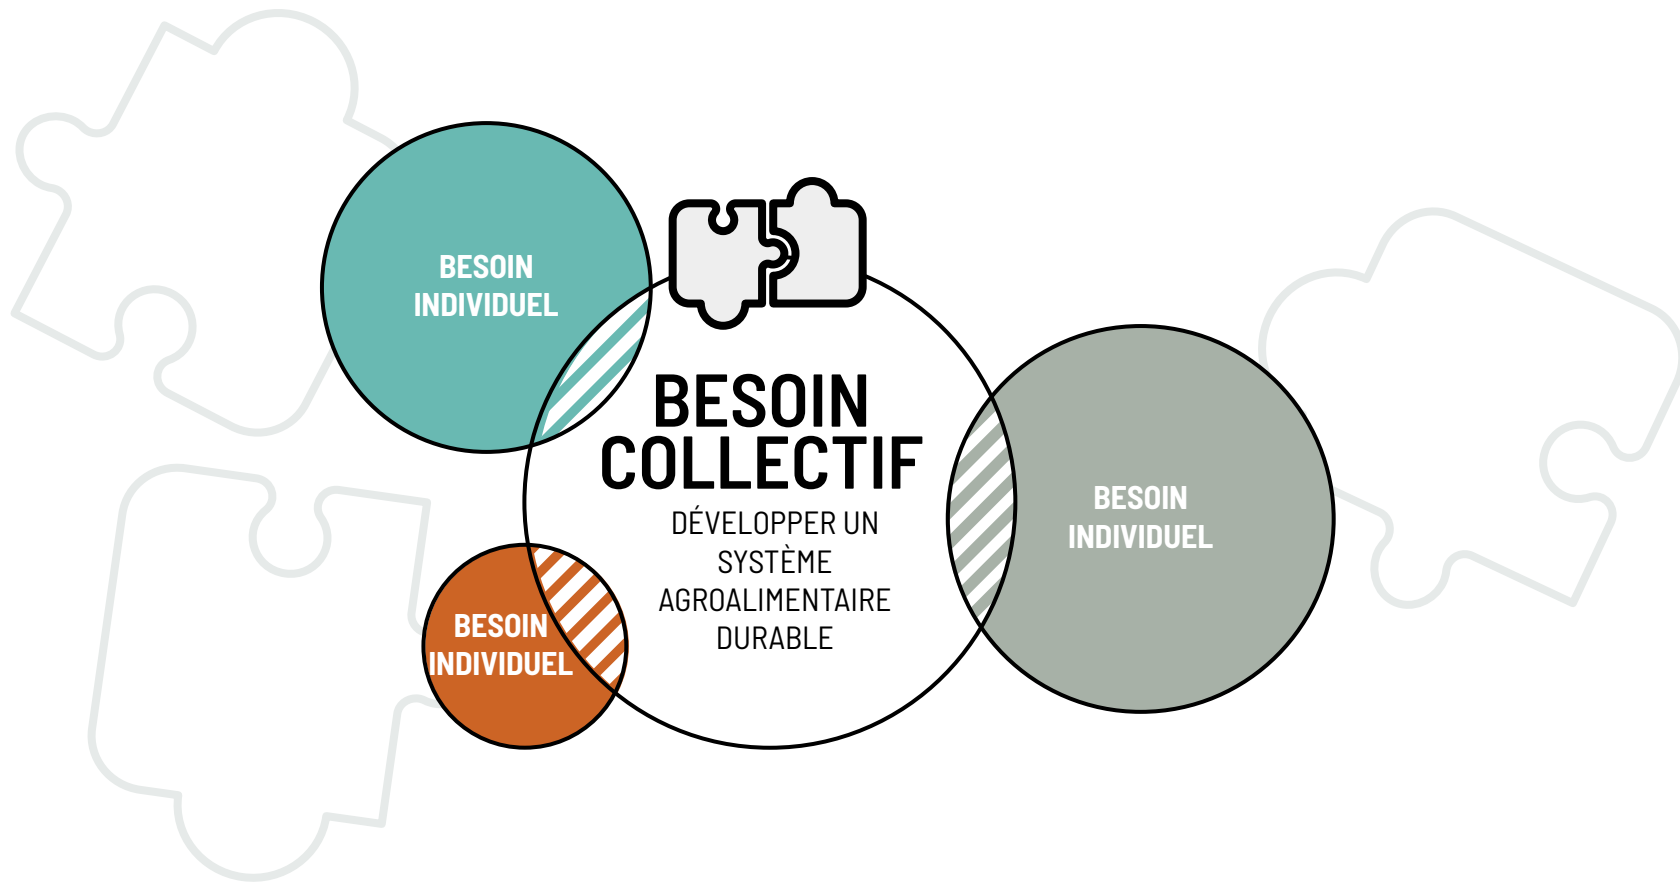 BESOIN
INDIVIDUEL
BESOIN
COLLECTIF
DÉVELOPPER UN
SYSTÈME
AGROALIMENTAIRE
DURABLE
BESOIN
INDIVIDUEL
BESOIN
INDIVIDUEL